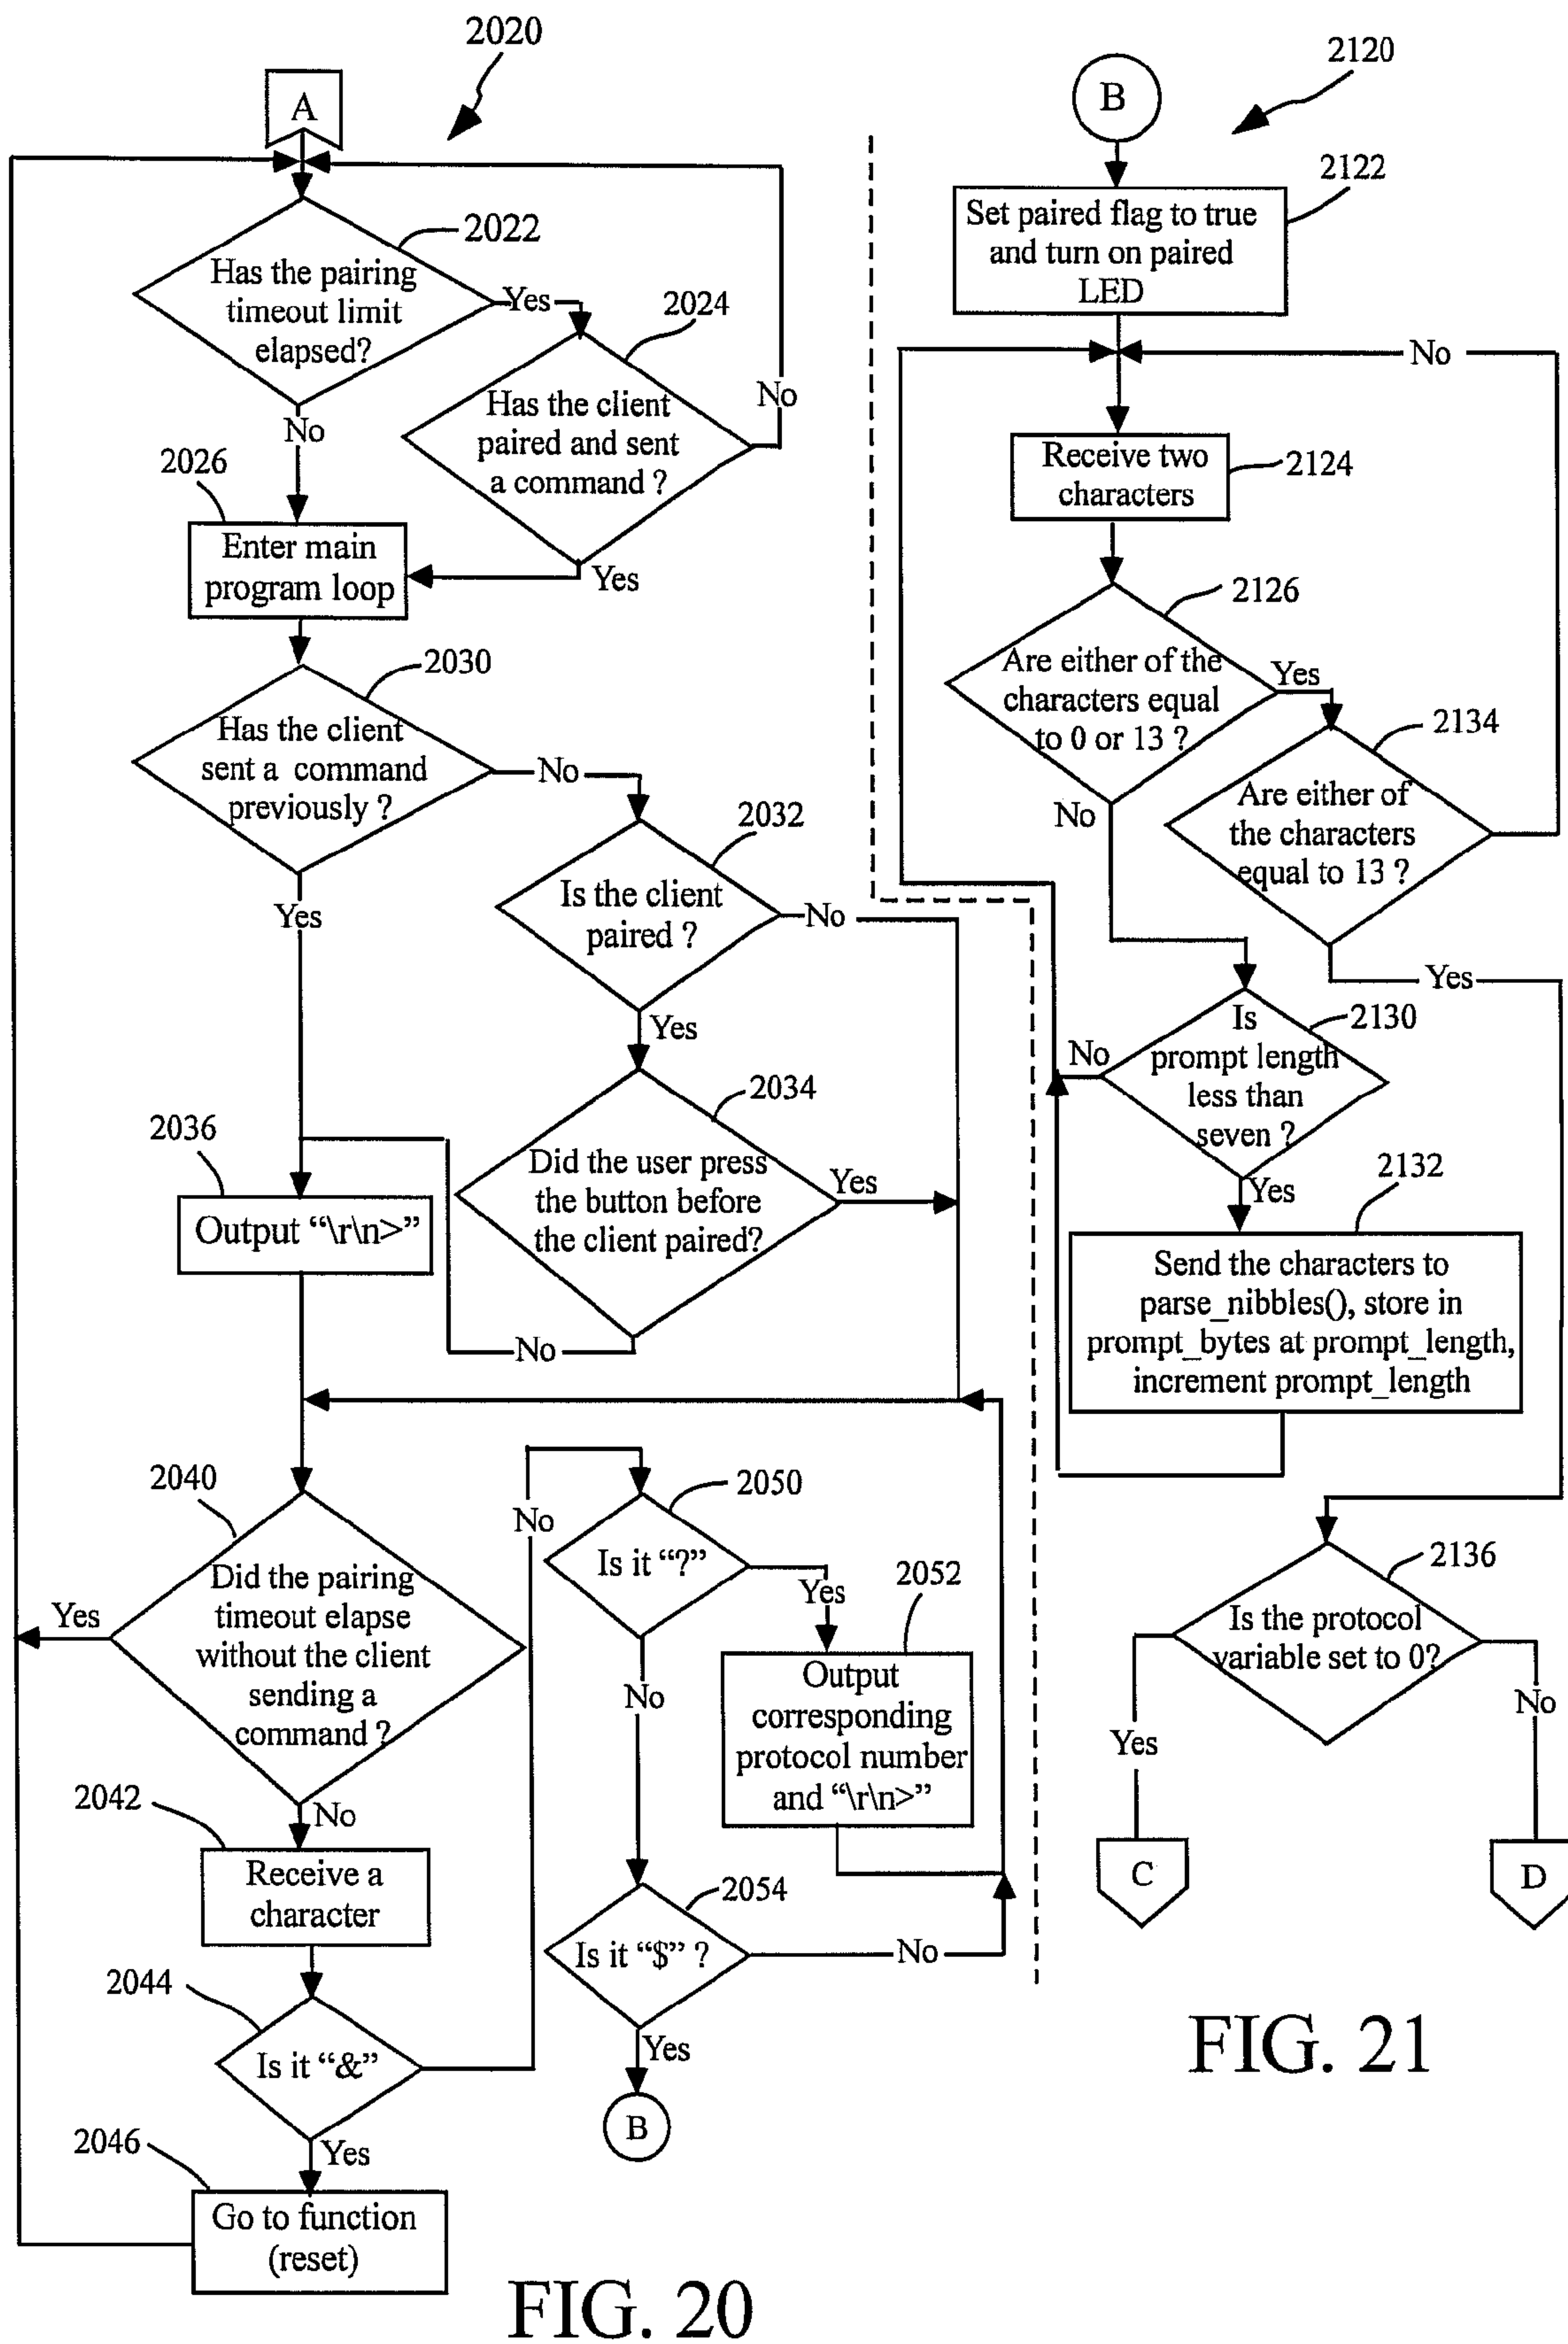 2020
A
2022
Has the pairing
timeout limit
elapsed?
Yes
2024
No
Has the client
paired and sent
a command ?
No
2026
Enter main
program loop
Yes
2030
Has the client
sent a command
previously ?
No
2032
Is the client
paired ?
No
Yes
Yes
2034
Did the user press
the button before
the client paired?
Yes
No
2036
Output “\r\n>”
2040
Did the pairing
timeout elapse
without the client
sending a
command ?
Yes
No
2042
Receive a
character
2044
Is it “&”
No
Yes
2046
Go to function
(reset)
2050
Is it “?”
Yes
2052
Output
corresponding
protocol number
and “\r\n>”
No
2054
Is it “$” ?
No
Yes
B
FIG. 20
2120
B
2122
Set paired flag to true
and turn on paired
LED
No
Receive two
characters
2124
2126
Are either of the
characters equal
to 0 or 13 ?
Yes
2134
No
Are either of
the characters
equal to 13 ?
Yes
2130
Is
prompt length
less than
seven ?
No
Yes
2132
Send the characters to
parse_nibbles(), store in
prompt_bytes at prompt_length,
increment prompt_length
2136
Is the protocol
variable set to 0?
Yes
No
C
D
FIG. 21